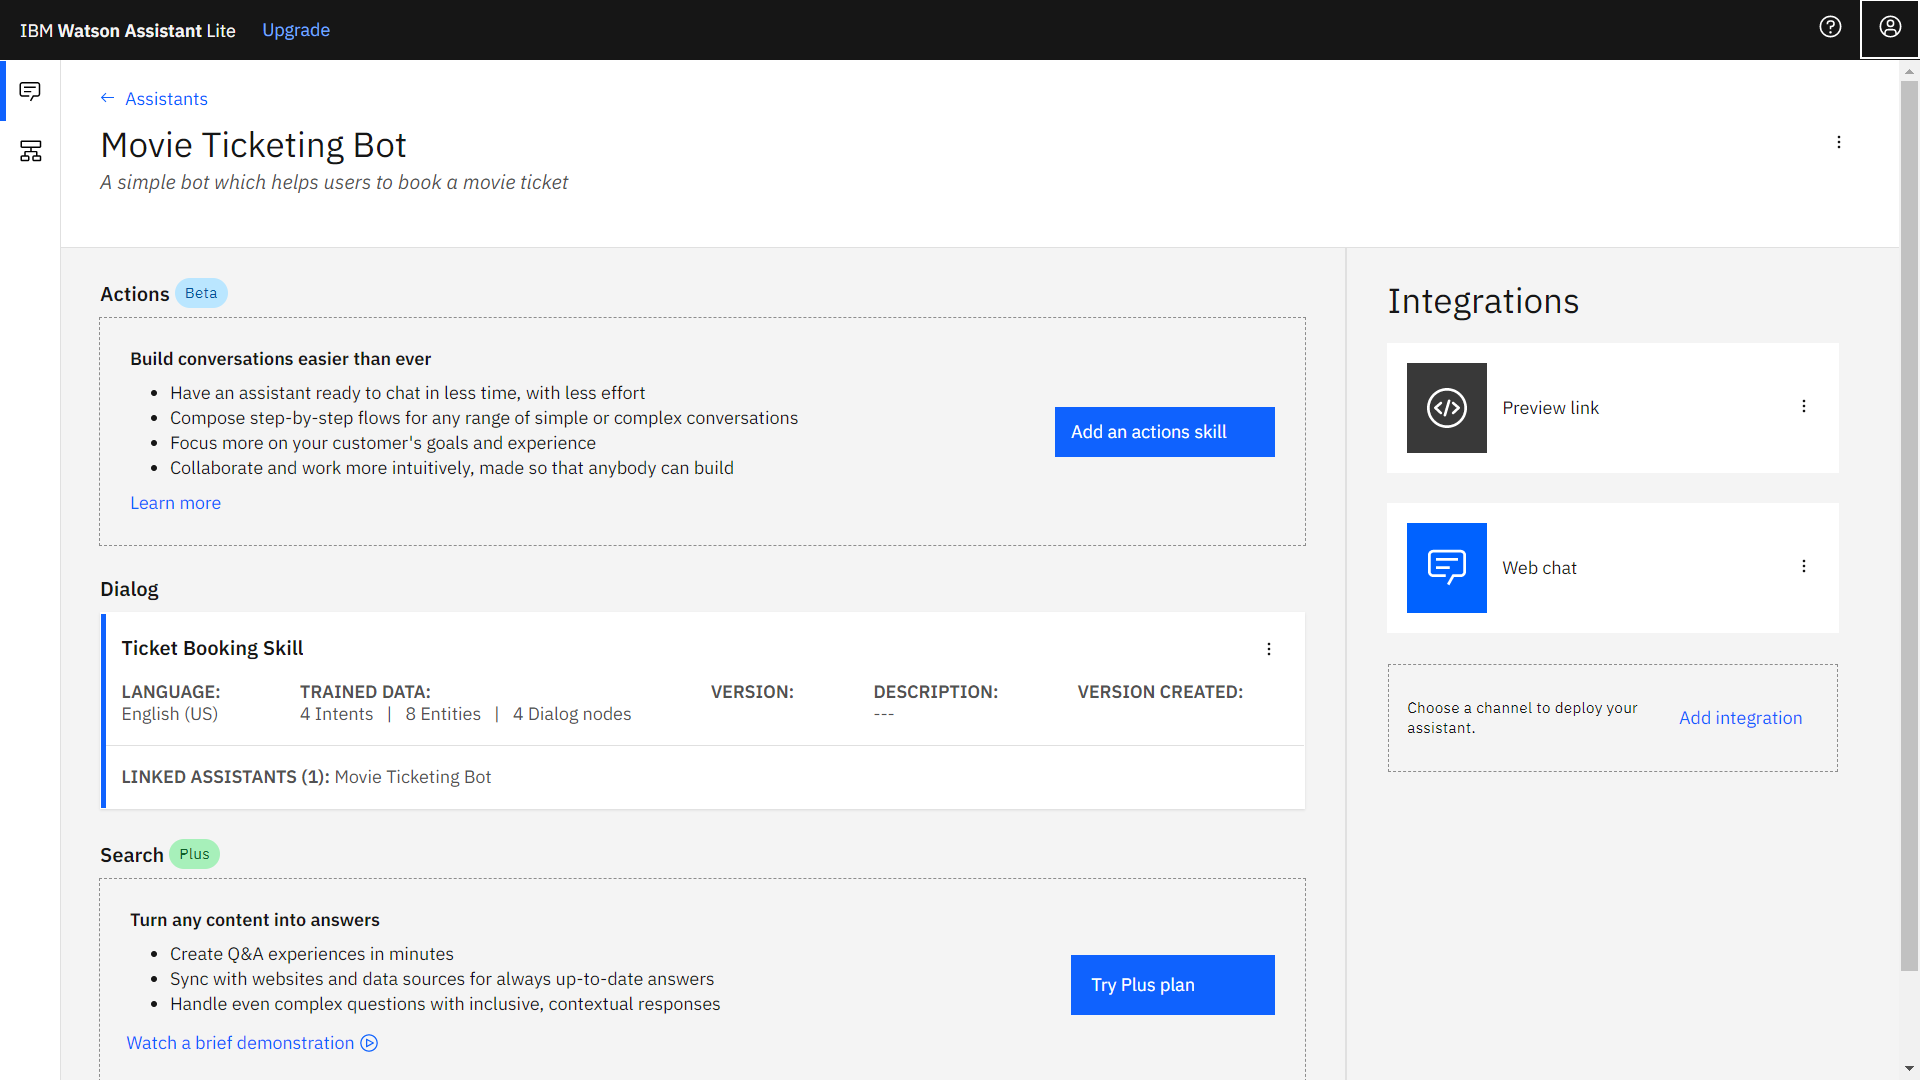 IBM Watson Assistant Lite Upgrade
Assistants
Movie Ticketing Bot
A simple bot which helps users to book a movie ticket
Actions Beta
Build conversations easier than ever
Have an assistant ready to chat in less time, with less effort
Compose step-by-step flows for any range of simple or complex conversations
Focus more on your customer's goals and experience
Collaborate and work more intuitively, made so that anybody can build
Learn more
Add an actions skill
Dialog
Ticket Booking Skill
LANGUAGE: TRAINED DATA: VERSION: DESCRIPTION: VERSION CREATED:
English (US) 4 Intents | 8 Entities | 4 Dialog nodes ---
LINKED ASSISTANTS (1): Movie Ticketing Bot
Search Plus
Turn any content into answers
Create Q&A experiences in minutes
Sync with websites and data sources for always up-to-date answers
Handle even complex questions with inclusive, contextual responses
Watch a brief demonstration
Try Plus plan
Integrations
Preview link
Web chat
Choose a channel to deploy your
assistant.
Add integration